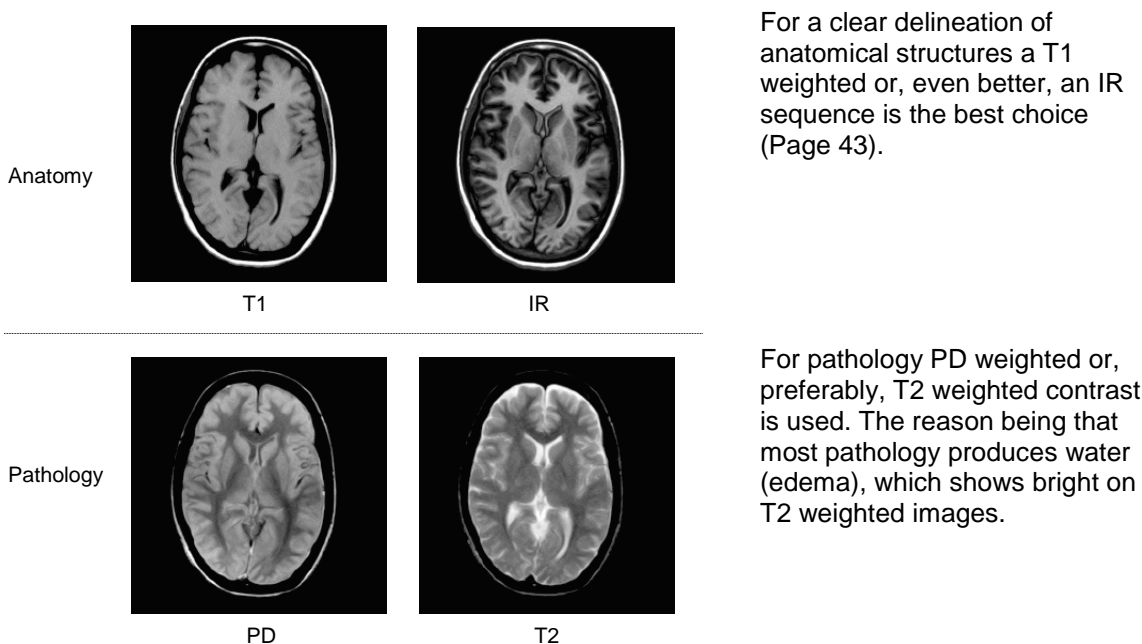 For a clear delineation of
anatomical structures a T1
weighted or, even better, an IR
sequence is the best choice
(Page 43).
Anatomy
T1
IR
For pathology PD weighted or,
preferably, T2 weighted contrast
is used. The reason being that
most pathology produces water
(edema), which shows bright on
T2 weighted images.
Pathology
PD
T2